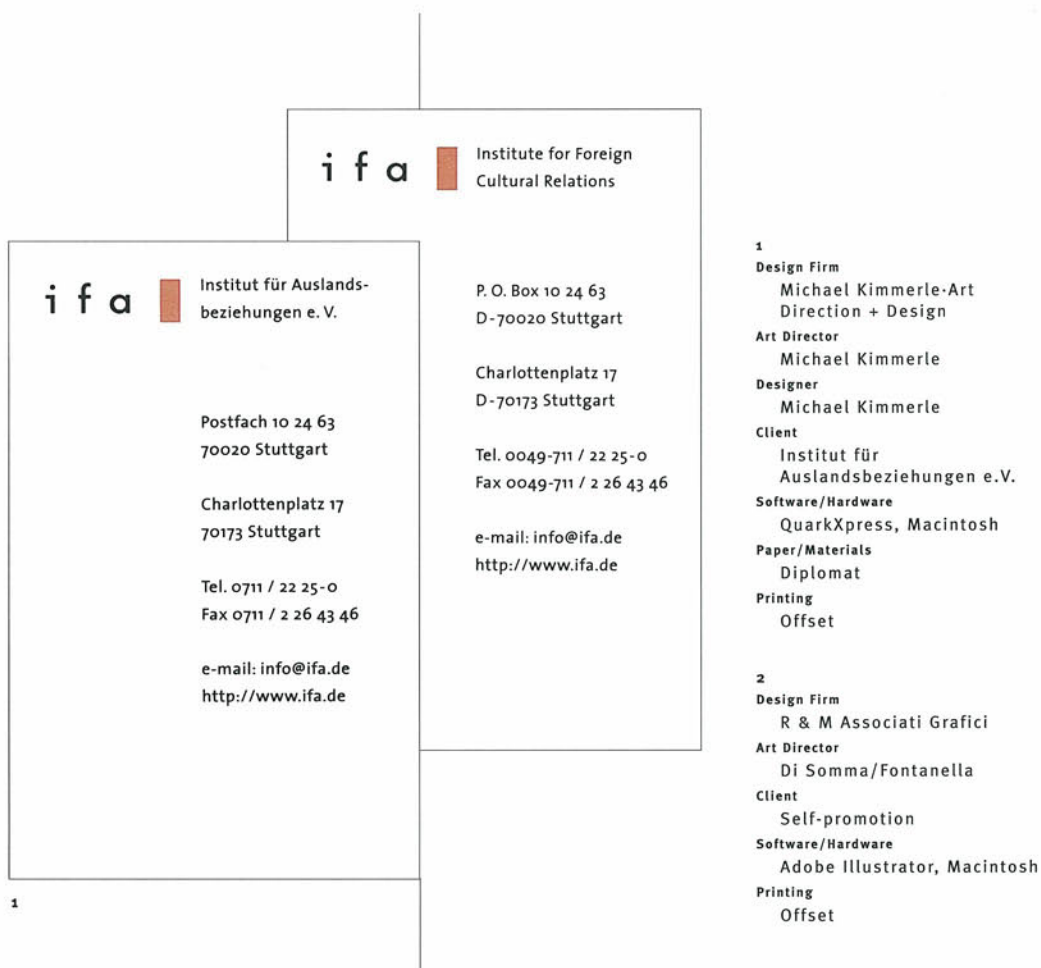 i f a
Institute for Foreign
Cultural Relations
P. O. Box 10 24 63
D-70020 Stuttgart
Charlottenplatz 17
D-70173 Stuttgart
Tel. 0049-711 / 22 25-0
Fax 0049-711 / 2 26 43 46
e-mail: info@ifa.de
http://www.ifa.de
i f a
Institut für Auslands-
beziehungen e. V.
Postfach 10 24 63
70020 Stuttgart
Charlottenplatz 17
70173 Stuttgart
Tel. 0711 / 22 25-0
Fax 0711 / 2 26 43 46
e-mail: info@ifa.de
http://www.ifa.de
1
1
Design Firm
Michael Kimmerle·Art
Direction + Design
Art Director
Michael Kimmerle
Designer
Michael Kimmerle
Client
Institut für
Auslandsbeziehungen e.V.
Software/Hardware
QuarkXpress, Macintosh
Paper/Materials
Diplomat
Printing
Offset
2
Design Firm
R & M Associati Grafici
Art Director
Di Somma/Fontanella
Client
Self-promotion
Software/Hardware
Adobe Illustrator, Macintosh
Printing
Offset